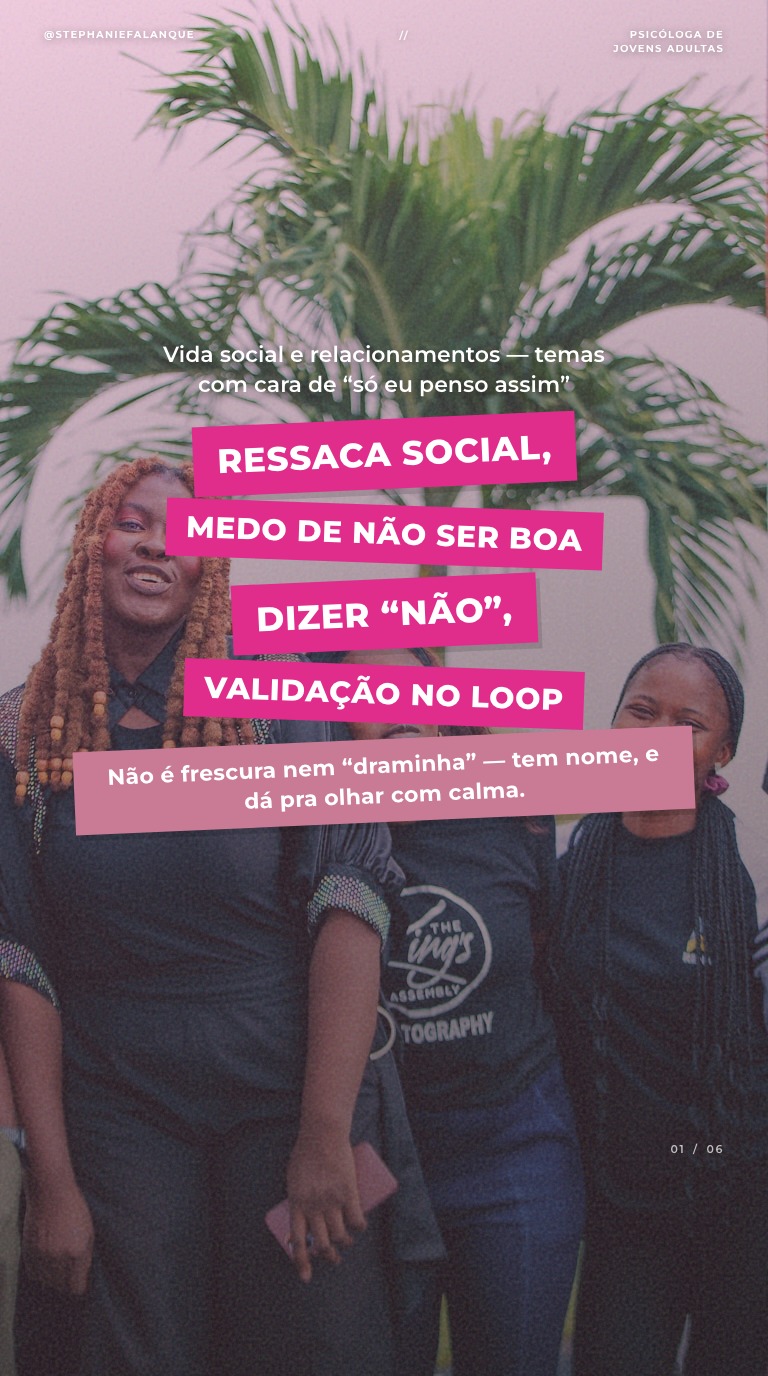 @STEPHANIEFALANQUE
//
PSICÓLOGA DE
JOVENS ADULTAS
Vida social e relacionamentos — temas
com cara de “só eu penso assim”
RESSACA SOCIAL,
MEDO DE NÃO SER BOA
DIZER “NÃO”,
VALIDAÇÃO NO LOOP
Não é frescura nem “draminha” — tem nome, e
dá pra olhar com calma.
THE
ing's
ASSEMBLY
TOGRAPHY
01 / 06